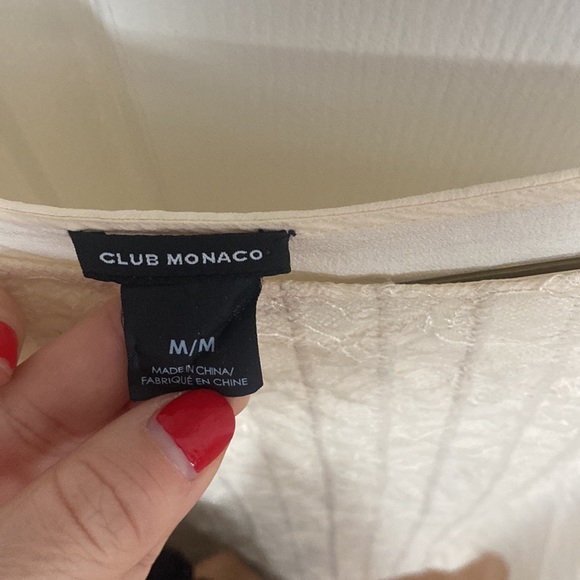 CLUB MONACO
M/M
MADE IN CHINA/
FABRIQUÉ EN CHINE